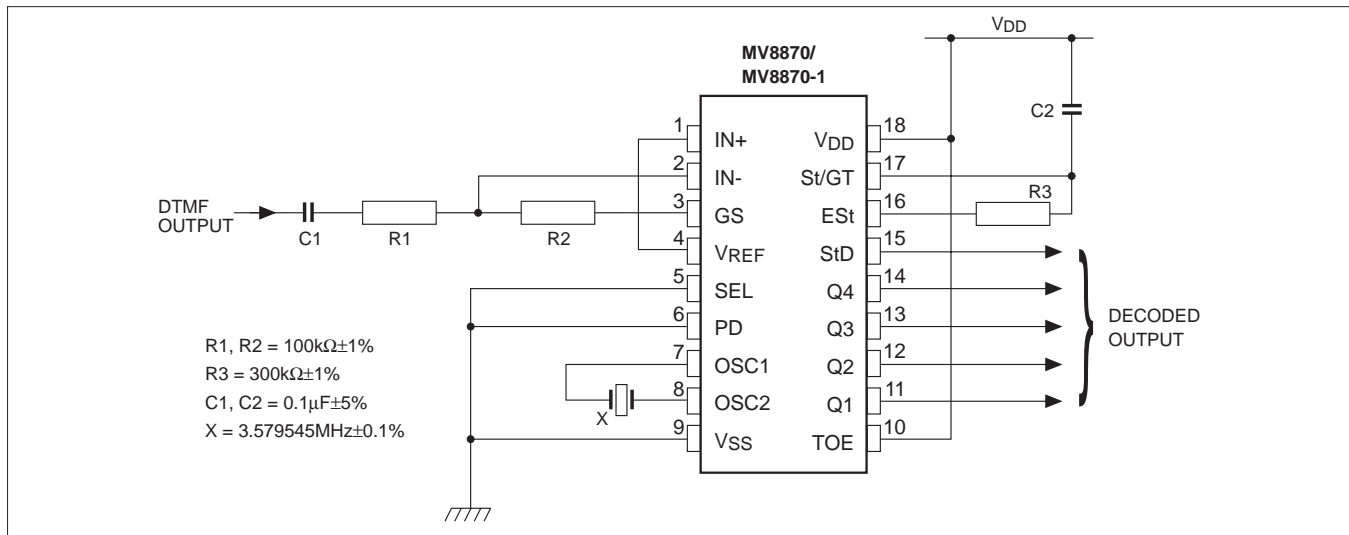 VDD
MV8870/
MV8870-1
C2
1 IN+
2 IN-
3 GS
4 VREF
5 SEL
6 PD
7 OSC1
8 OSC2
9 VSS
VDD 18
St/GT 17
ESt 16
StD 15
Q4 14
Q3 13
Q2 12
Q1 11
TOE 10
R3
DTMF
OUTPUT
C1
R1
R2
X
DECODED
OUTPUT
R1, R2 = 100kΩ±1%
R3 = 300kΩ±1%
C1, C2 = 0.1µF±5%
X = 3.579545MHz±0.1%